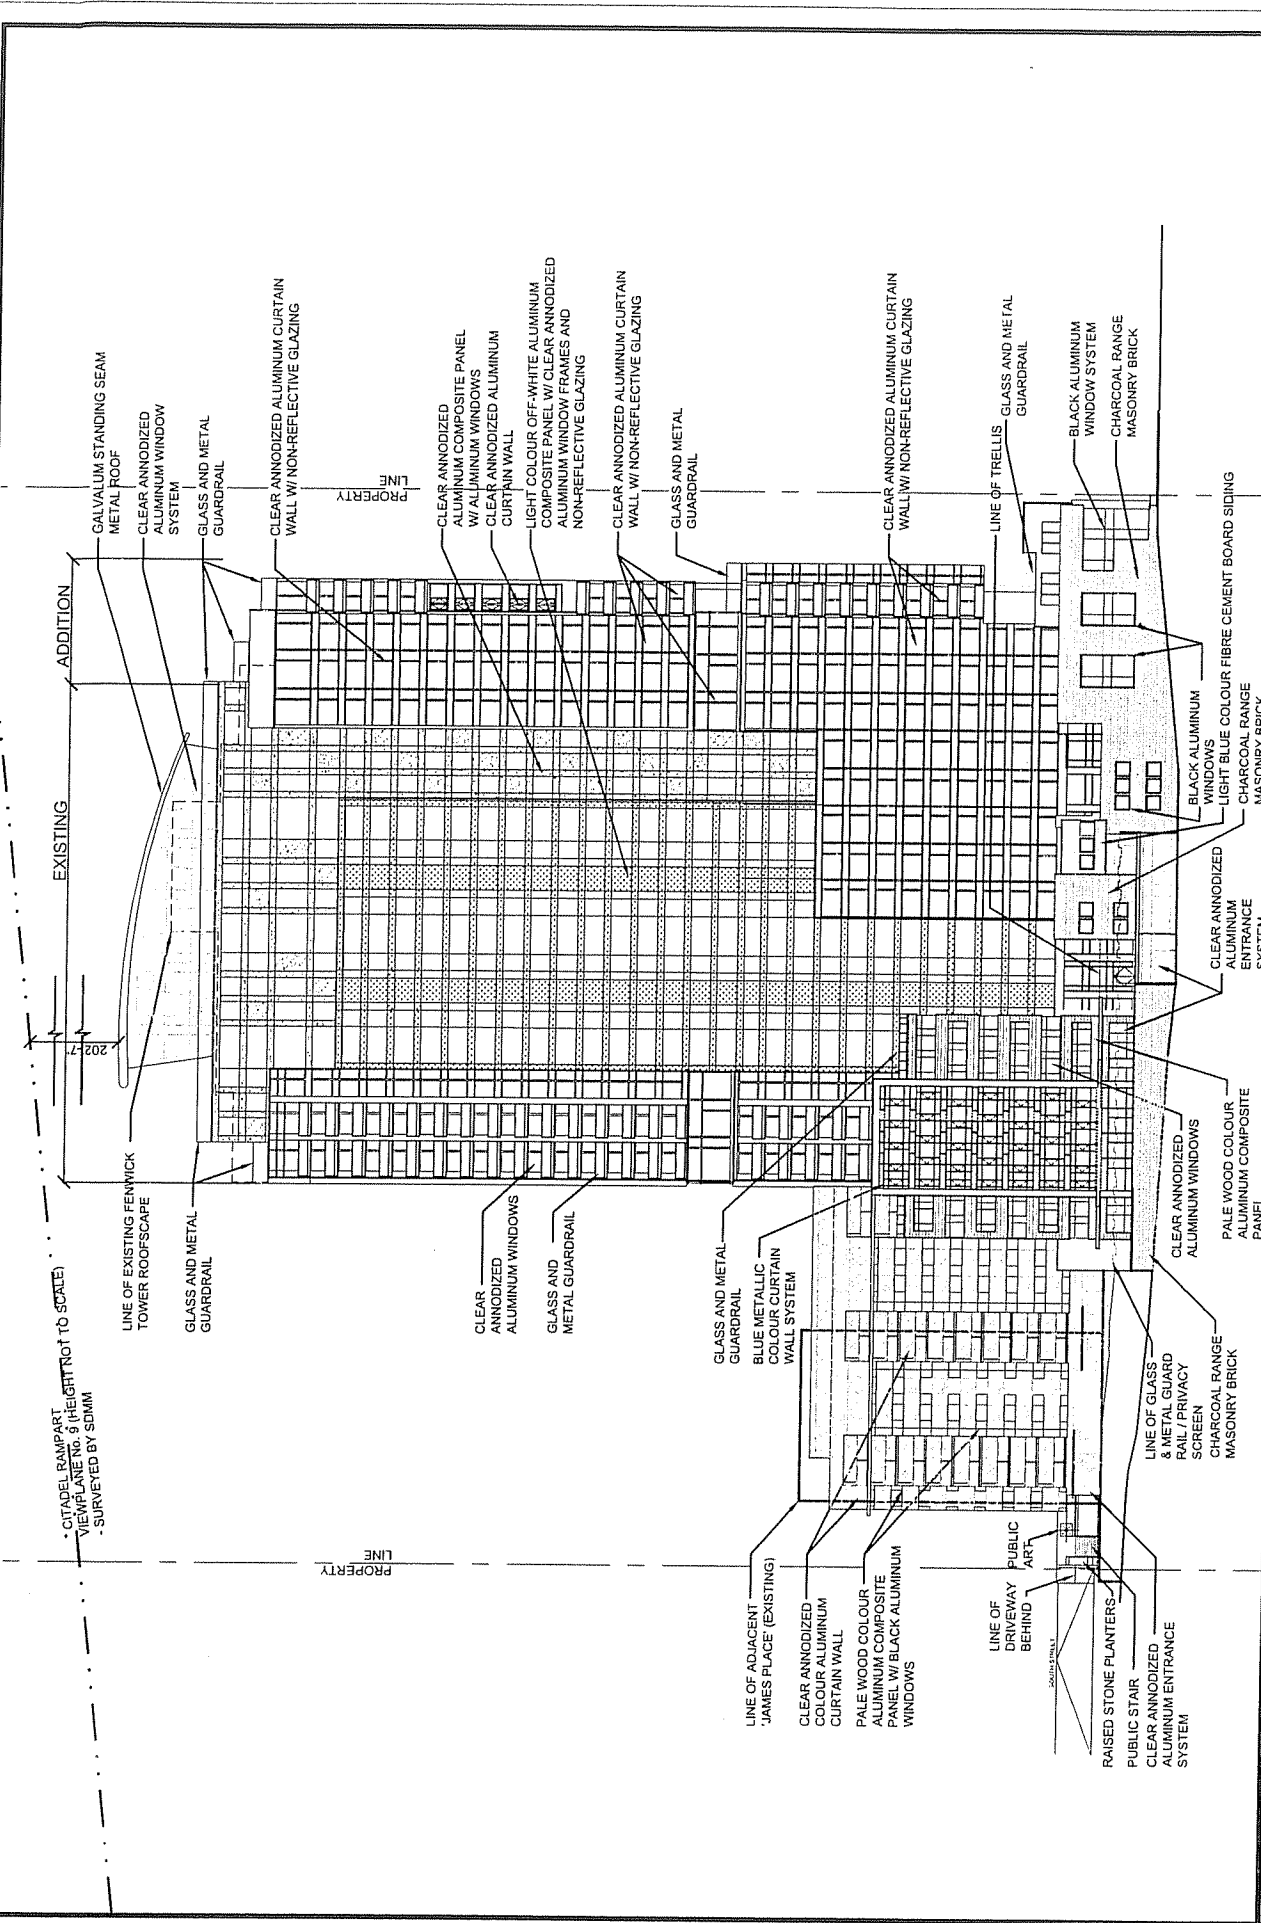 - CITADEL RAMPART
VIEWPLANE No. 9 (HEIGHT NOT TO SCALE)
- SURVEYED BY SDMM
EXISTING
ADDITION
LINE OF EXISTING FENWICK
TOWER ROOFSCAPE
GLASS AND METAL
GUARDRAIL
CLEAR
ANNODIZED
ALUMINUM WINDOWS
GLASS AND
METAL GUARDRAIL
GLASS AND METAL
GUARDRAIL
BLUE METALLIC
COLOUR CURTAIN
WALL SYSTEM
PROPERTY
LINE
LINE OF ADJACENT
'JAMES PLACE' (EXISTING)
CLEAR ANNODIZED
COLOUR ALUMINUM
CURTAIN WALL
PALE WOOD COLOUR
ALUMINUM COMPOSITE
PANEL W/ BLACK ALUMINUM
WINDOWS
LINE OF
DRIVEWAY
BEHIND
PUBLIC
ART
SOUTH STREET
RAISED STONE PLANTERS
PUBLIC STAIR
CLEAR ANNODIZED
ALUMINUM ENTRANCE
SYSTEM
LINE OF GLASS
& METAL GUARD
RAIL / PRIVACY
SCREEN
CHARCOAL RANGE
MASONRY BRICK
CLEAR ANNODIZED
ALUMINUM WINDOWS
PALE WOOD COLOUR
ALUMINUM COMPOSITE
PANEL
CLEAR ANNODIZED
ALUMINUM
ENTRANCE
SYSTEM
BLACK ALUMINUM
WINDOWS
LIGHT BLUE COLOUR FIBRE CEMENT BOARD SIDING
CHARCOAL RANGE
MASONRY BRICK
GALVALUM STANDING SEAM
METAL ROOF
CLEAR ANNODIZED
ALUMINUM WINDOW
SYSTEM
GLASS AND METAL
GUARDRAIL
PROPERTY
LINE
CLEAR ANNODIZED ALUMINUM CURTAIN
WALL W/ NON-REFLECTIVE GLAZING
CLEAR ANNODIZED
ALUMINUM COMPOSITE PANEL
W/ ALUMINUM WINDOWS
CLEAR ANNODIZED ALUMINUM
CURTAIN WALL
LIGHT COLOUR OFF-WHITE ALUMINUM
COMPOSITE PANEL W/ CLEAR ANNODIZED
ALUMINUM WINDOW FRAMES AND
NON-REFLECTIVE GLAZING
CLEAR ANNODIZED ALUMINUM CURTAIN
WALL W/ NON-REFLECTIVE GLAZING
GLASS AND METAL
GUARDRAIL
CLEAR ANNODIZED ALUMINUM CURTAIN
WALL W/ NON-REFLECTIVE GLAZING
LINE OF TRELLIS
GLASS AND METAL
GUARDRAIL
BLACK ALUMINUM
WINDOW SYSTEM
CHARCOAL RANGE
MASONRY BRICK